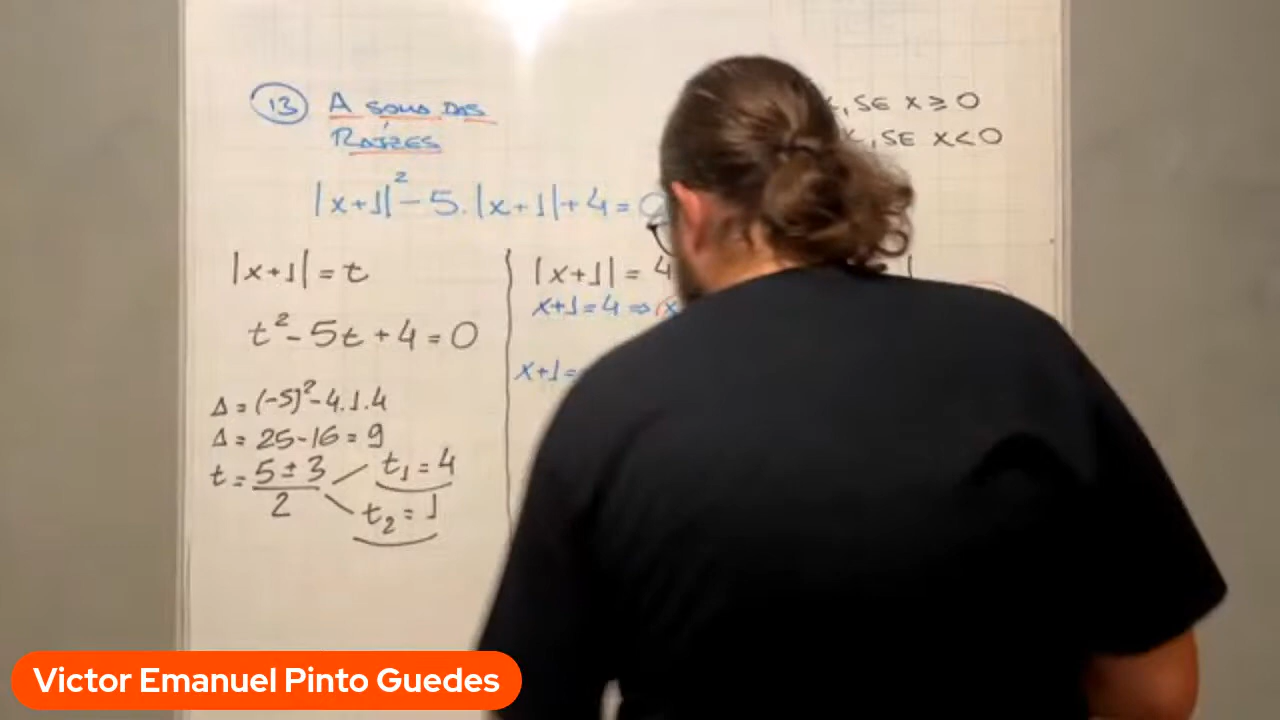 13 A SOMA DAS
RAÍZES
, SE X ≥ 0
, SE X < 0
|x+1|² - 5.|x+1| + 4 = 0
|x+1| = t
t² - 5t + 4 = 0
Δ = (-5)² - 4.1.4
Δ = 25 - 16 = 9
t = 5 ± 3
2
t₁ = 4
t₂ = 1
|x+1| = 4
x+1 = 4 ⇒ x
x+1 =
Victor Emanuel Pinto Guedes